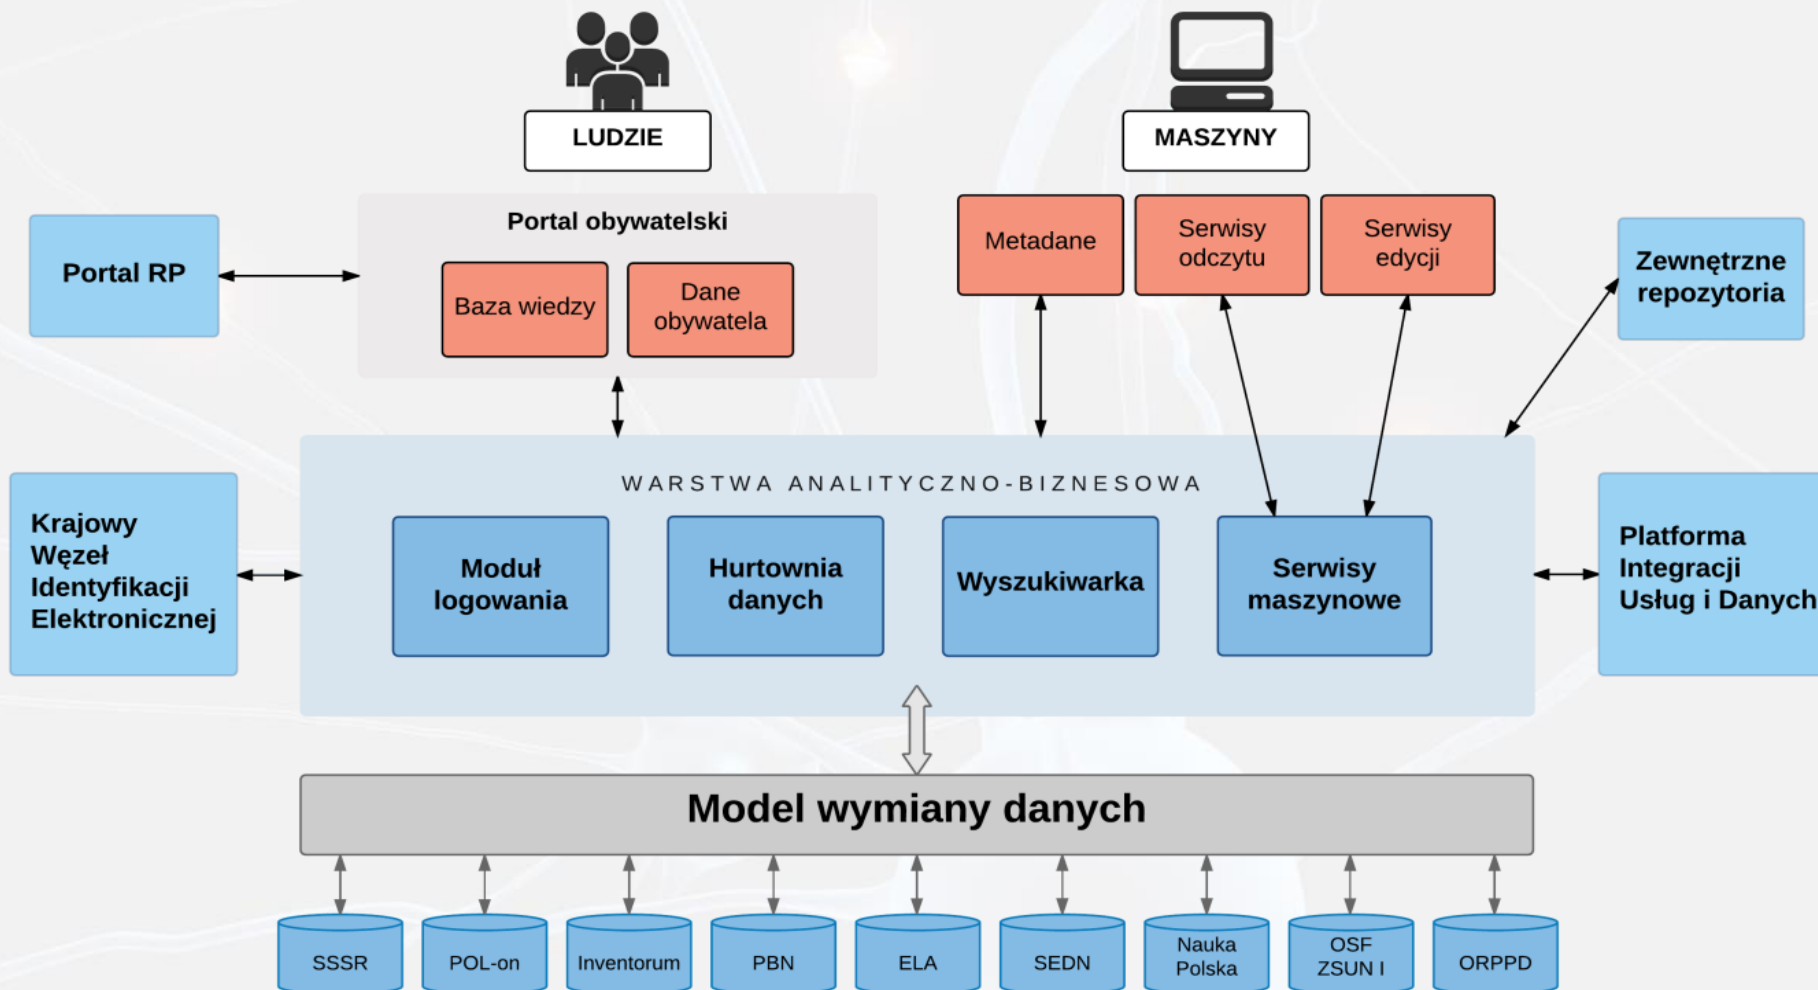 LUDZIE
MASZYNY
Portal obywatelski
Baza wiedzy
Dane
obywatela
Metadane
Serwisy
odczytu
Serwisy
edycji
Portal RP
Zewnętrzne
repozytoria
WARSTWA ANALITYCZNO-BIZNESOWA
Krajowy
Węzeł
Identyfikacji
Elektronicznej
Moduł
logowania
Hurtownia
danych
Wyszukiwarka
Serwisy
maszynowe
Platforma
Integracji
Usług i Danych
Model wymiany danych
SSSR
POL-on
Inventorum
PBN
ELA
SEDN
Nauka
Polska
OSF
ZSUN I
ORPPD